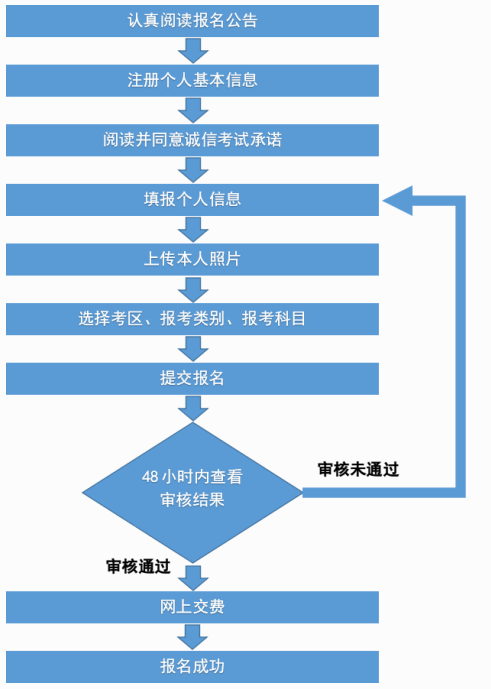 认真阅读报名公告
注册个人基本信息
阅读并同意诚信考试承诺
填报个人信息
上传本人照片
选择考区、报考类别、报考科目
提交报名
48小时内查看
审核结果
审核未通过
审核通过
网上交费
报名成功